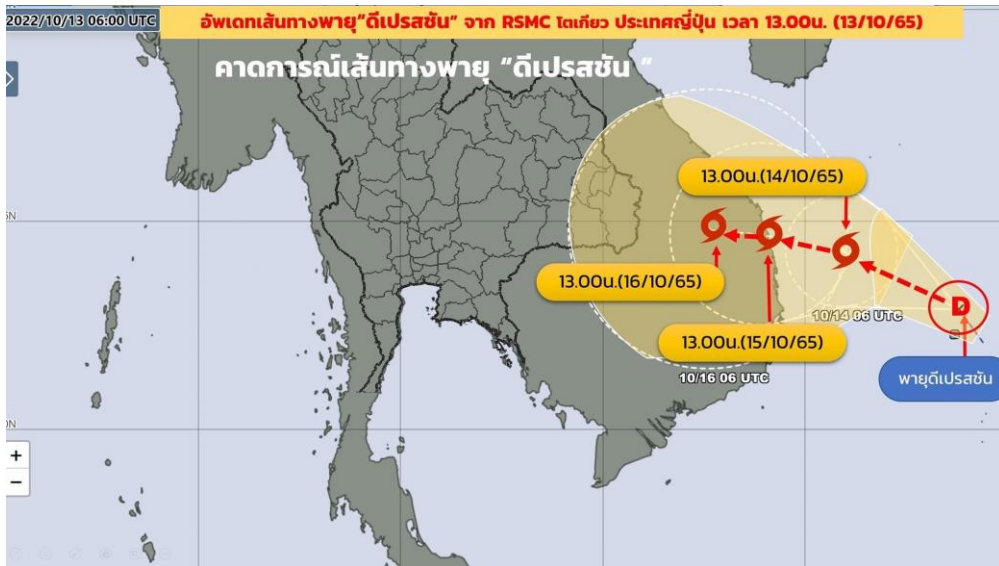 2022/10/13 06:00 UTC
อัพเดทเส้นทางพายุ"ดีเปรสชัน" จาก RSMC โตเกียว ประเทศญี่ปุ่น เวลา 13.00น. (13/10/65)
คาดการณ์เส้นทางพายุ "ดีเปรสชัน "
13.00น.(14/10/65)
5N
13.00น.(16/10/65)
D
10/14 06 UTC
13.00น.(15/10/65)
10/16 06 UTC
พายุดีเปรสชัน
0N
+
−